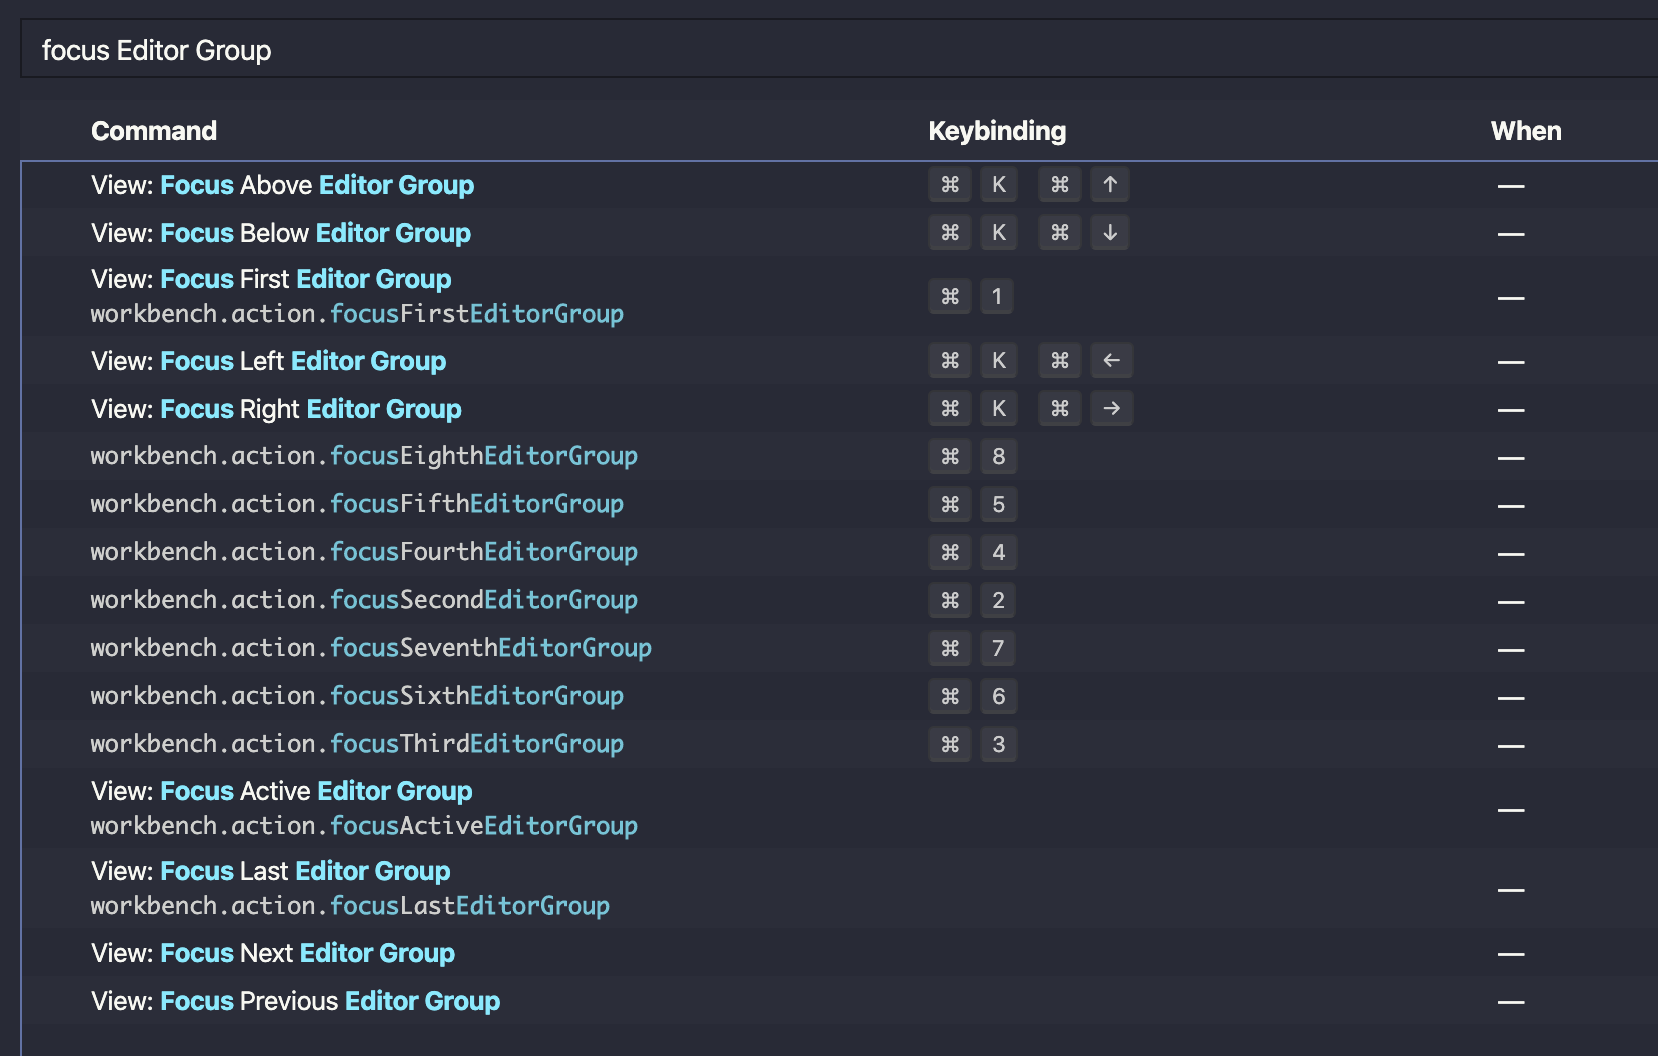 focus Editor Group
Command Keybinding When
View: Focus Above Editor Group ⌘ K ⌘ ↑ —
View: Focus Below Editor Group ⌘ K ⌘ ↓ —
View: Focus First Editor Group
workbench.action.focusFirstEditorGroup ⌘ 1 —
View: Focus Left Editor Group ⌘ K ⌘ ← —
View: Focus Right Editor Group ⌘ K ⌘ → —
workbench.action.focusEighthEditorGroup ⌘ 8 —
workbench.action.focusFifthEditorGroup ⌘ 5 —
workbench.action.focusFourthEditorGroup ⌘ 4 —
workbench.action.focusSecondEditorGroup ⌘ 2 —
workbench.action.focusSeventhEditorGroup ⌘ 7 —
workbench.action.focusSixthEditorGroup ⌘ 6 —
workbench.action.focusThirdEditorGroup ⌘ 3 —
View: Focus Active Editor Group
workbench.action.focusActiveEditorGroup —
View: Focus Last Editor Group
workbench.action.focusLastEditorGroup —
View: Focus Next Editor Group —
View: Focus Previous Editor Group —